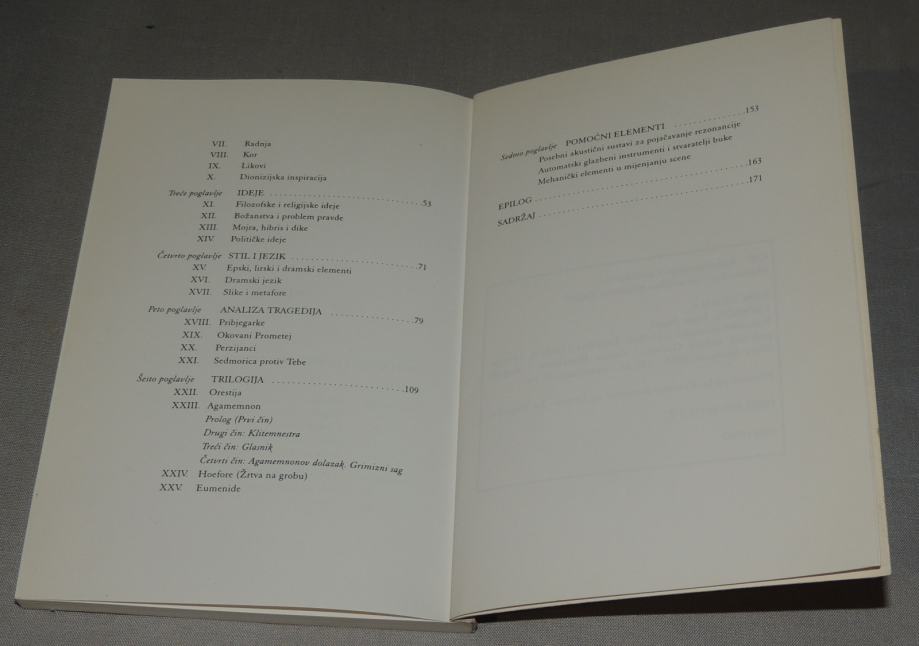 VII. Radnja
VIII. Kor
IX. Likovi
X. Dionizijska inspiracija
Treće poglavlje IDEJE ..............................53
XI. Filozofske i religijske ideje
XII. Božanstva i problem pravde
XIII. Mojra, hibris i dike
XIV. Političke ideje
Četvrto poglavlje STIL I JEZIK ..............................71
XV. Epski, lirski i dramski elementi
XVI. Dramski jezik
XVII. Slike i metafore
Peto poglavlje ANALIZA TRAGEDIJA ..................79
XVIII. Pribjegarke
XIX. Okovani Prometej
XX. Perzijanci
XXI. Sedmorica protiv Tebe
Šesto poglavlje TRILOGIJA ..............................109
XXII. Orestija
XXIII. Agamemnon
Prolog (Prvi čin)
Drugi čin: Klitemnestra
Treći čin: Glasnik
Četvrti čin: Agamemnonov dolazak. Grimizni sag
XXIV. Hoefore (Žrtva na grobu)
XXV. Eumenide
Sedmo poglavlje POMOĆNI ELEMENTI ................153
Posebni akustični sustavi za pojačavanje rezonancije
Automatski glazbeni instrumenti i stvaratelji buke
Mehanički elementi u mijenjanju scene
EPILOG ..................................................163
SADRŽAJ ..................................................171